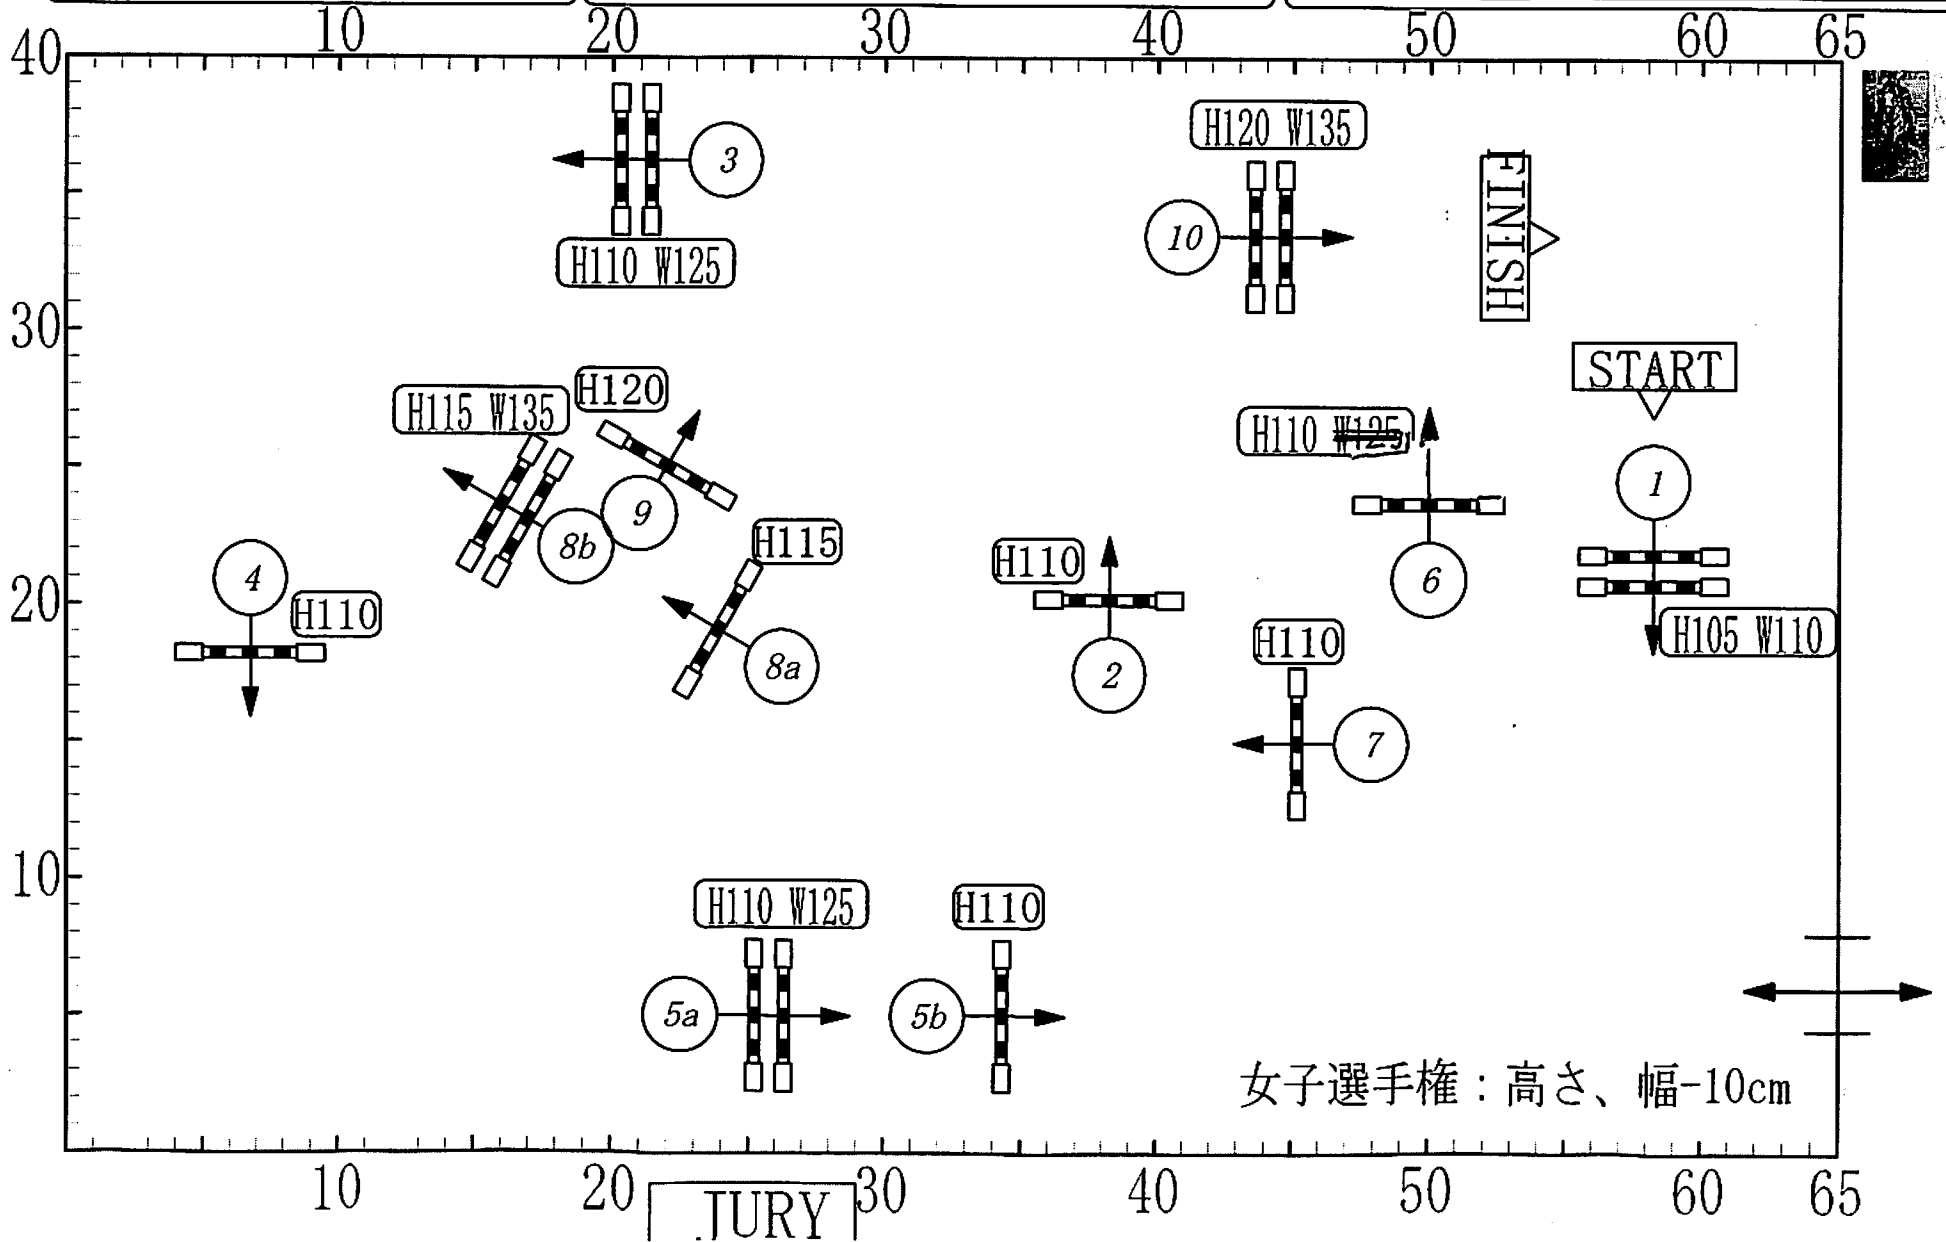 10 20 30 40 50 60 65
40
3
H110 W125
H120 W135
10
FINISH
30
START
H115 W135
H120
H110 W125
1
9
8b
H115
4
H110
20
H110
6
H105 W110
8a
2
H110
7
10
H110 W125
H110
5a
5b
女子選手権:高さ、幅-10cm
10 20 30 40 50 60 65
JURY